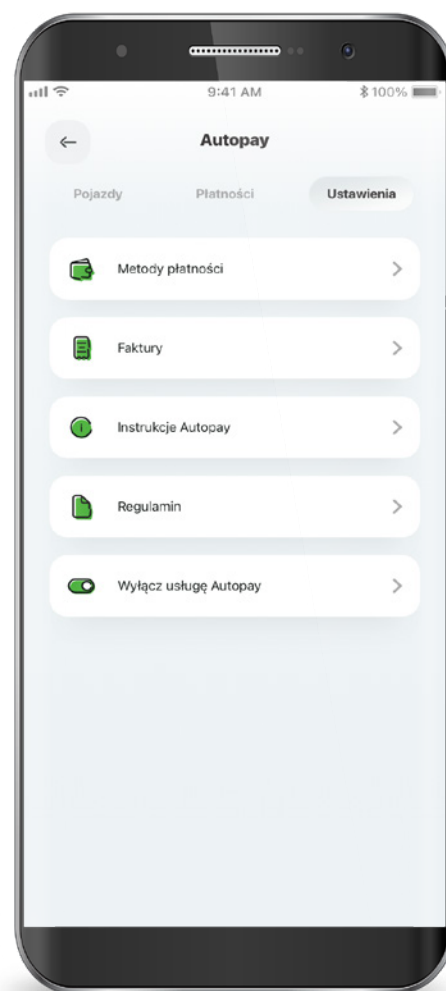 9:41 AM
100%
Autopay
Pojazdy
Płatności
Ustawienia
Metody płatności
Faktury
Instrukcje Autopay
Regulamin
Wyłącz usługę Autopay